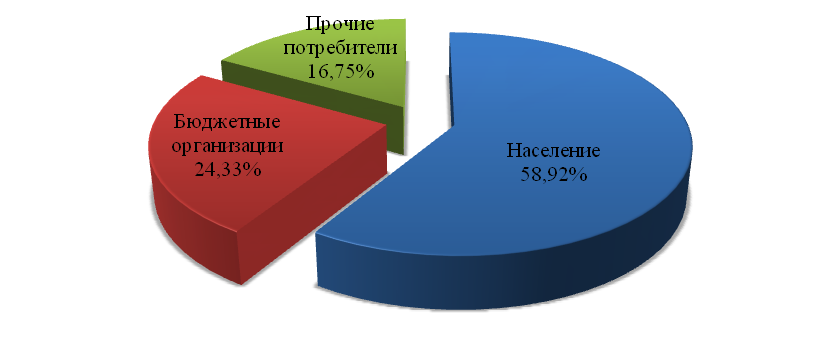 Прочие
потребители
16,75%
Бюджетные
организации
24,33%
Население
58,92%